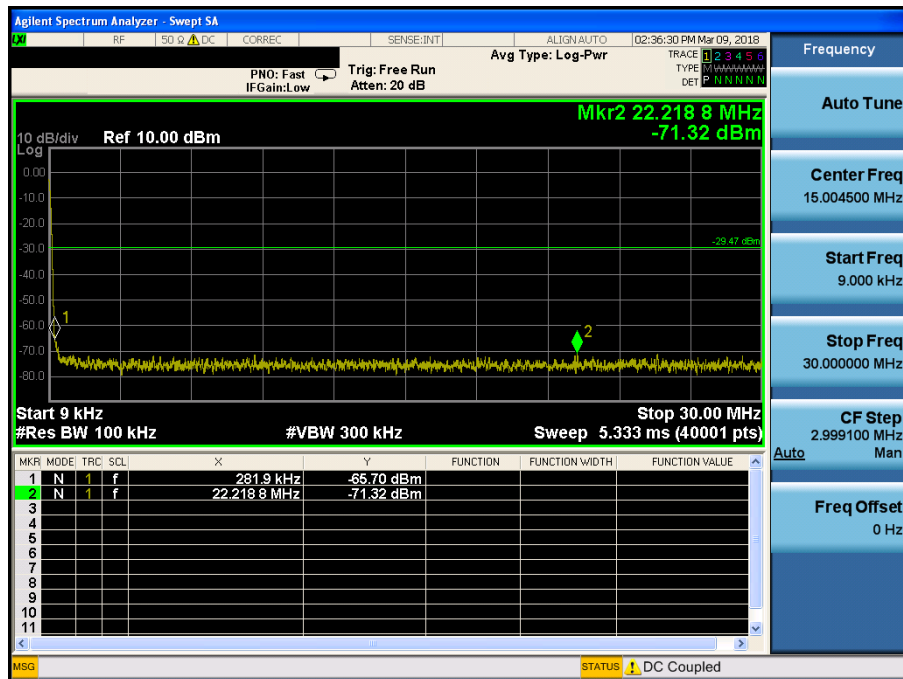 Agilent Spectrum Analyzer - Swept SA
LXI RF 50 Ω DC CORREC SENSE:INT ALIGN AUTO 02:36:30 PM Mar 09, 2018
PNO: Fast
IFGain:Low
Trig: Free Run
Atten: 20 dB
Avg Type: Log-Pwr
TRACE 1 2 3 4 5 6
TYPE M
DET P N N N N N
Mkr2 22.218 8 MHz
-71.32 dBm
10 dB/div Ref 10.00 dBm
Log
0.00
-10.0
-20.0
-29.47 dBm
-30.0
-40.0
-50.0
-60.0
1
2
-70.0
-80.0
Start 9 kHz Stop 30.00 MHz
#Res BW 100 kHz #VBW 300 kHz Sweep 5.333 ms (40001 pts)
MKR MODE TRC SCL X Y FUNCTION FUNCTION WIDTH FUNCTION VALUE
1 N 1 f 281.9 kHz -65.70 dBm
2 N 1 f 22.218 8 MHz -71.32 dBm
3
4
5
6
7
8
9
10
11
MSG STATUS DC Coupled
Frequency
Auto Tune
Center Freq
15.004500 MHz
Start Freq
9.000 kHz
Stop Freq
30.000000 MHz
CF Step
2.999100 MHz
Auto Man
Freq Offset
0 Hz